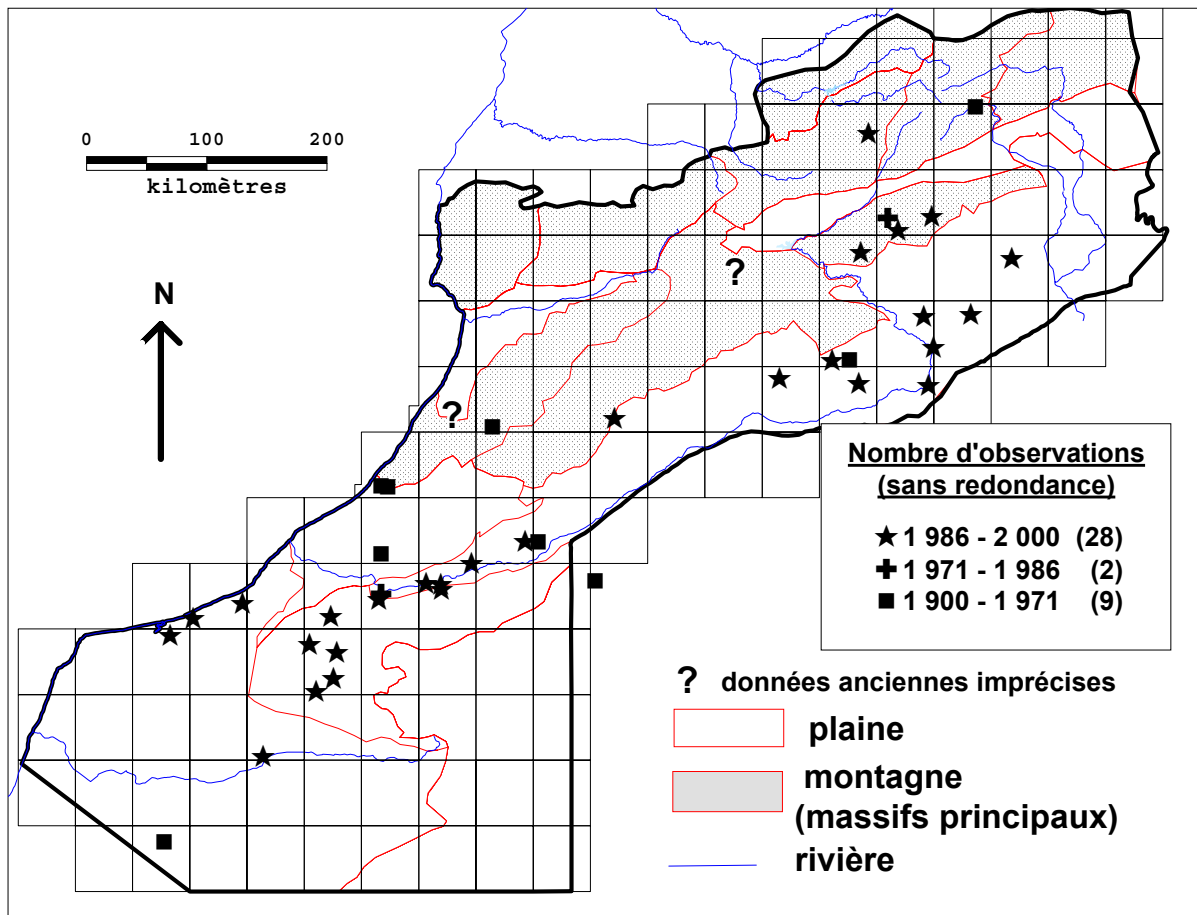 0 100 200
kilomètres
N
?
?
Nombre d'observations
(sans redondance)
1 986 - 2 000 (28)
1 971 - 1 986 (2)
1 900 - 1 971 (9)
? données anciennes imprécises
plaine
montagne
(massifs principaux)
rivière